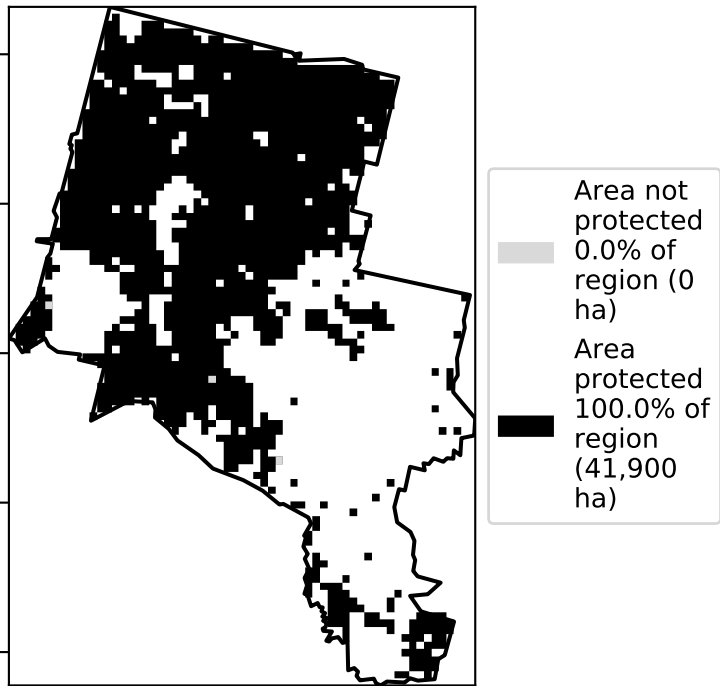 Area not
protected
0.0% of
region (0
ha)
Area
protected
100.0% of
region
(41,900
ha)